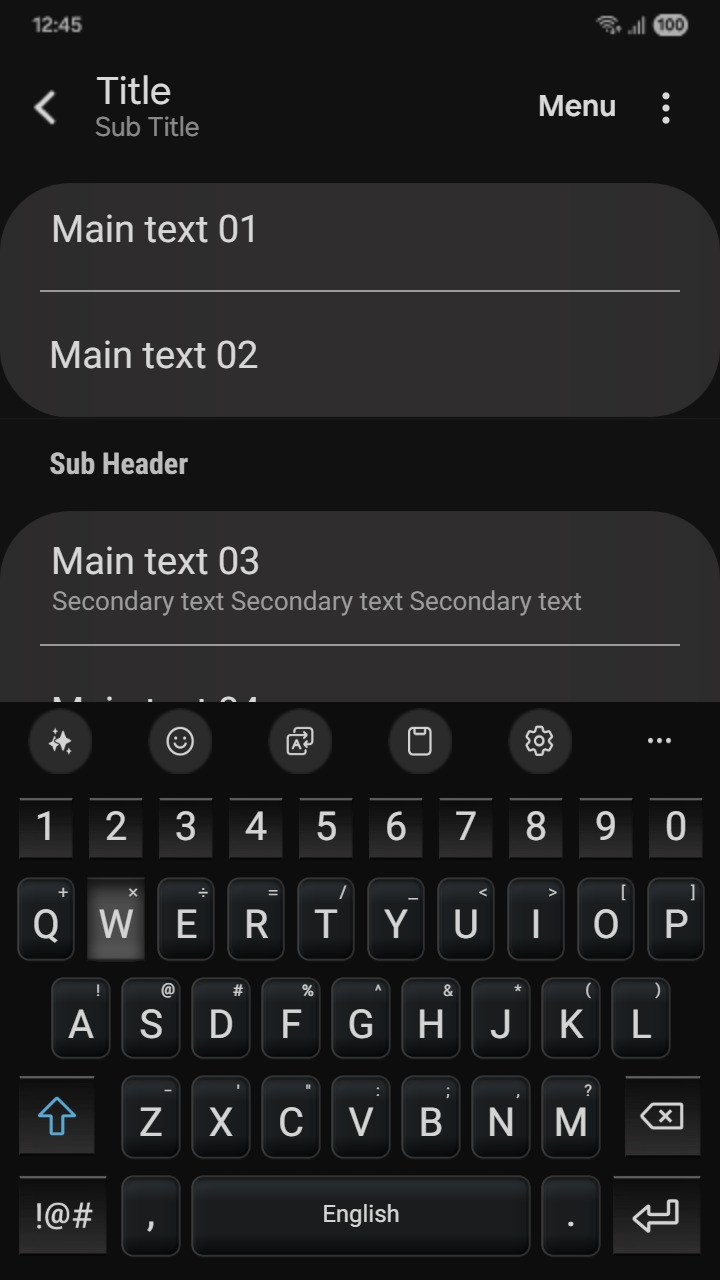 12:45
100
Title
Sub Title
Menu
Main text 01
Main text 02
Sub Header
Main text 03
Secondary text Secondary text Secondary text
1 2 3 4 5 6 7 8 9 0
+ × ÷ = / _ < > [ ]
Q W E R T Y U I O P
! @ # % ^ & * ( )
A S D F G H J K L
- ' " : ; , ?
Z X C V B N M
!@# , English .